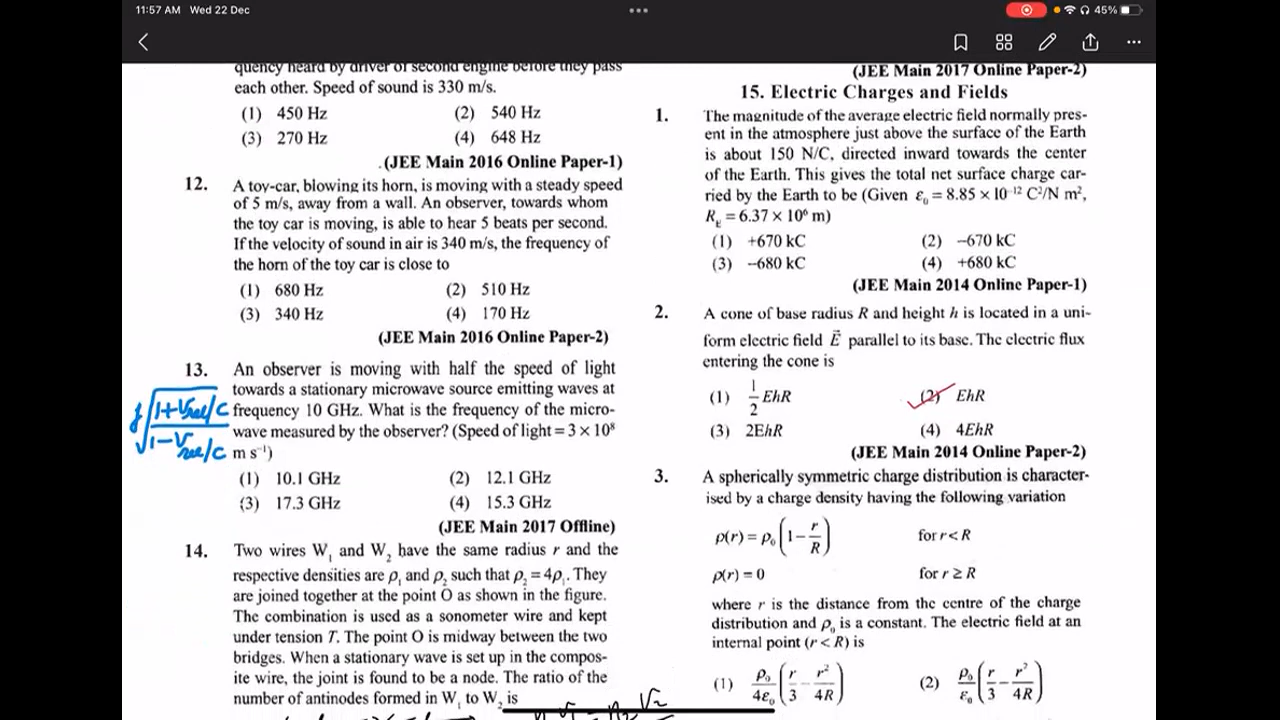 11:57 AM Wed 22 Dec
45%
quency heard by driver of second engine before they pass
each other. Speed of sound is 330 m/s.
(1) 450 Hz (2) 540 Hz
(3) 270 Hz (4) 648 Hz
(JEE Main 2016 Online Paper-1)
12. A toy-car, blowing its horn, is moving with a steady speed
of 5 m/s, away from a wall. An observer, towards whom
the toy car is moving, is able to hear 5 beats per second.
If the velocity of sound in air is 340 m/s, the frequency of
the horn of the toy car is close to
(1) 680 Hz (2) 510 Hz
(3) 340 Hz (4) 170 Hz
(JEE Main 2016 Online Paper-2)
13. An observer is moving with half the speed of light
towards a stationary microwave source emitting waves at
frequency 10 GHz. What is the frequency of the micro-
wave measured by the observer? (Speed of light = 3 × 10⁸
m s⁻¹)
f√(1+Vrel/c
1−Vrel/c
(1) 10.1 GHz (2) 12.1 GHz
(3) 17.3 GHz (4) 15.3 GHz
(JEE Main 2017 Offline)
14. Two wires W₁ and W₂ have the same radius r and the
respective densities are ρ₁ and ρ₂ such that ρ₂ = 4ρ₁. They
are joined together at the point O as shown in the figure.
The combination is used as a sonometer wire and kept
under tension T. The point O is midway between the two
bridges. When a stationary wave is set up in the compos-
ite wire, the joint is found to be a node. The ratio of the
number of antinodes formed in W₁ to W₂ is
(JEE Main 2017 Online Paper-2)
15. Electric Charges and Fields
1. The magnitude of the average electric field normally pres-
ent in the atmosphere just above the surface of the Earth
is about 150 N/C, directed inward towards the center
of the Earth. This gives the total net surface charge car-
ried by the Earth to be (Given ε₀ = 8.85 × 10⁻¹² C²/N m²,
R_E = 6.37 × 10⁶ m)
(1) +670 kC (2) −670 kC
(3) −680 kC (4) +680 kC
(JEE Main 2014 Online Paper-1)
2. A cone of base radius R and height h is located in a uni-
form electric field E⃗ parallel to its base. The electric flux
entering the cone is
(1) 1/2 EhR (2) EhR
(3) 2EhR (4) 4EhR
(JEE Main 2014 Online Paper-2)
3. A spherically symmetric charge distribution is character-
ised by a charge density having the following variation
ρ(r) = ρ₀(1 − r/R) for r < R
ρ(r) = 0 for r ≥ R
where r is the distance from the centre of the charge
distribution and ρ₀ is a constant. The electric field at an
internal point (r < R) is
(1) ρ₀/4ε₀ (r/3 − r²/4R) (2) ρ₀/ε₀ (r/3 − r²/4R)